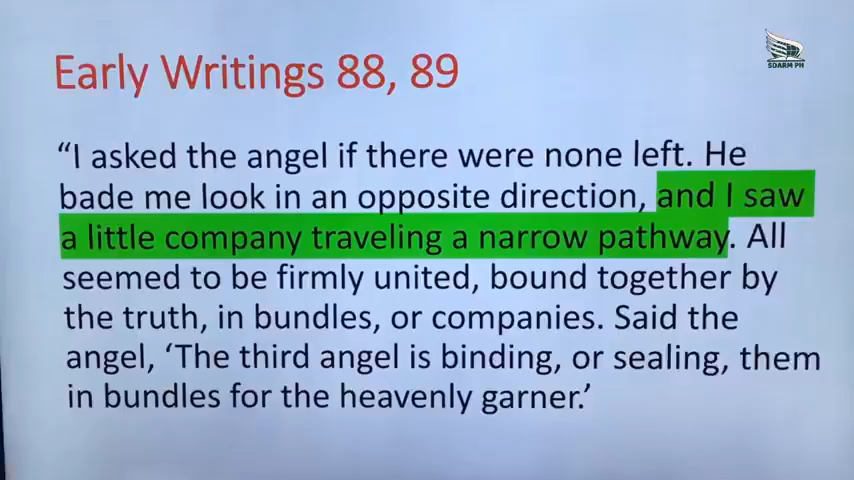 Early Writings 88, 89
SDARM PH
“I asked the angel if there were none left. He
bade me look in an opposite direction, and I saw
a little company traveling a narrow pathway. All
seemed to be firmly united, bound together by
the truth, in bundles, or companies. Said the
angel, ‘The third angel is binding, or sealing, them
in bundles for the heavenly garner.’